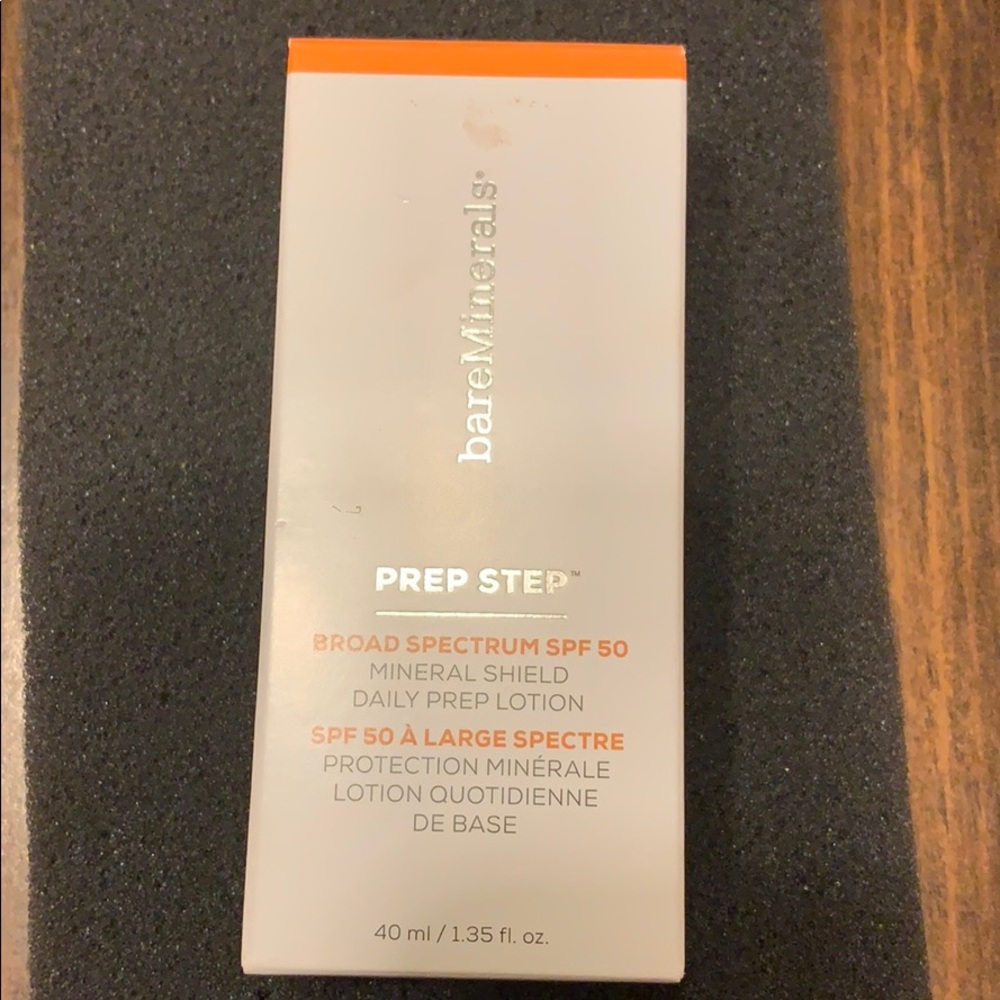 bareMinerals®
PREP STEP™
BROAD SPECTRUM SPF 50
MINERAL SHIELD
DAILY PREP LOTION
SPF 50 À LARGE SPECTRE
PROTECTION MINÉRALE
LOTION QUOTIDIENNE
DE BASE
40 ml / 1.35 fl. oz.